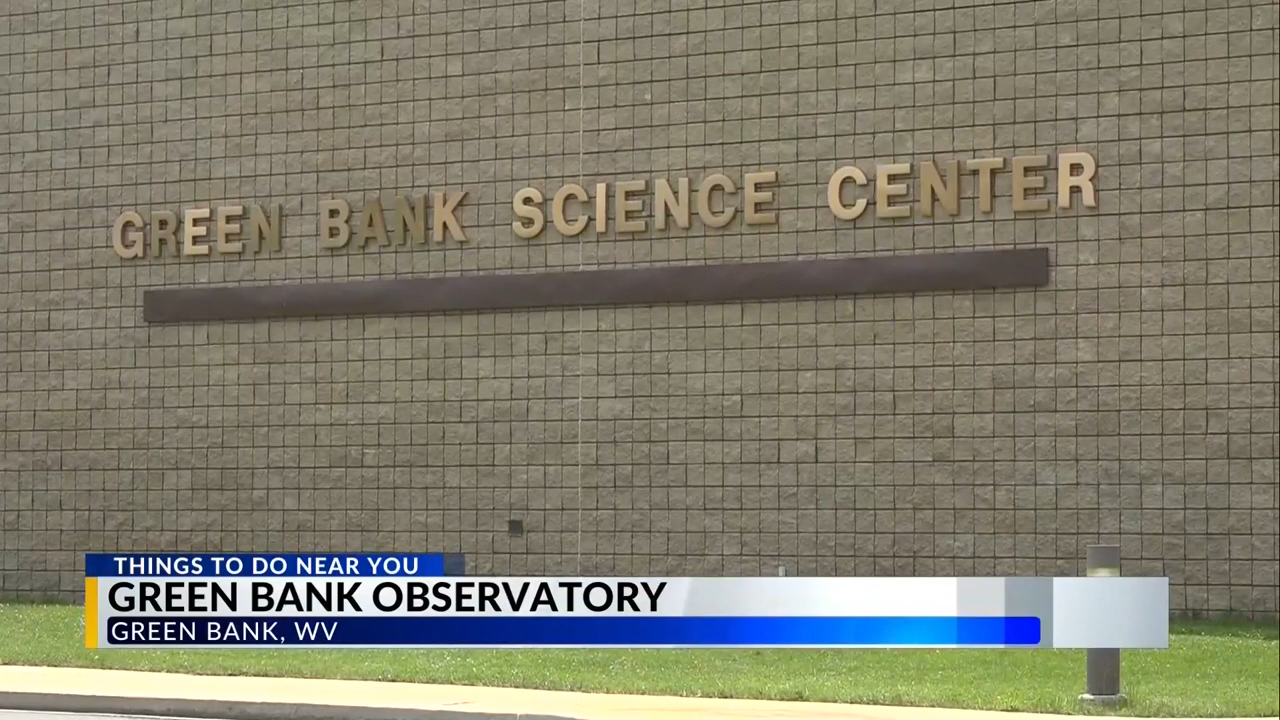 GREEN BANK SCIENCE CENTER
THINGS TO DO NEAR YOU
GREEN BANK OBSERVATORY
GREEN BANK, WV